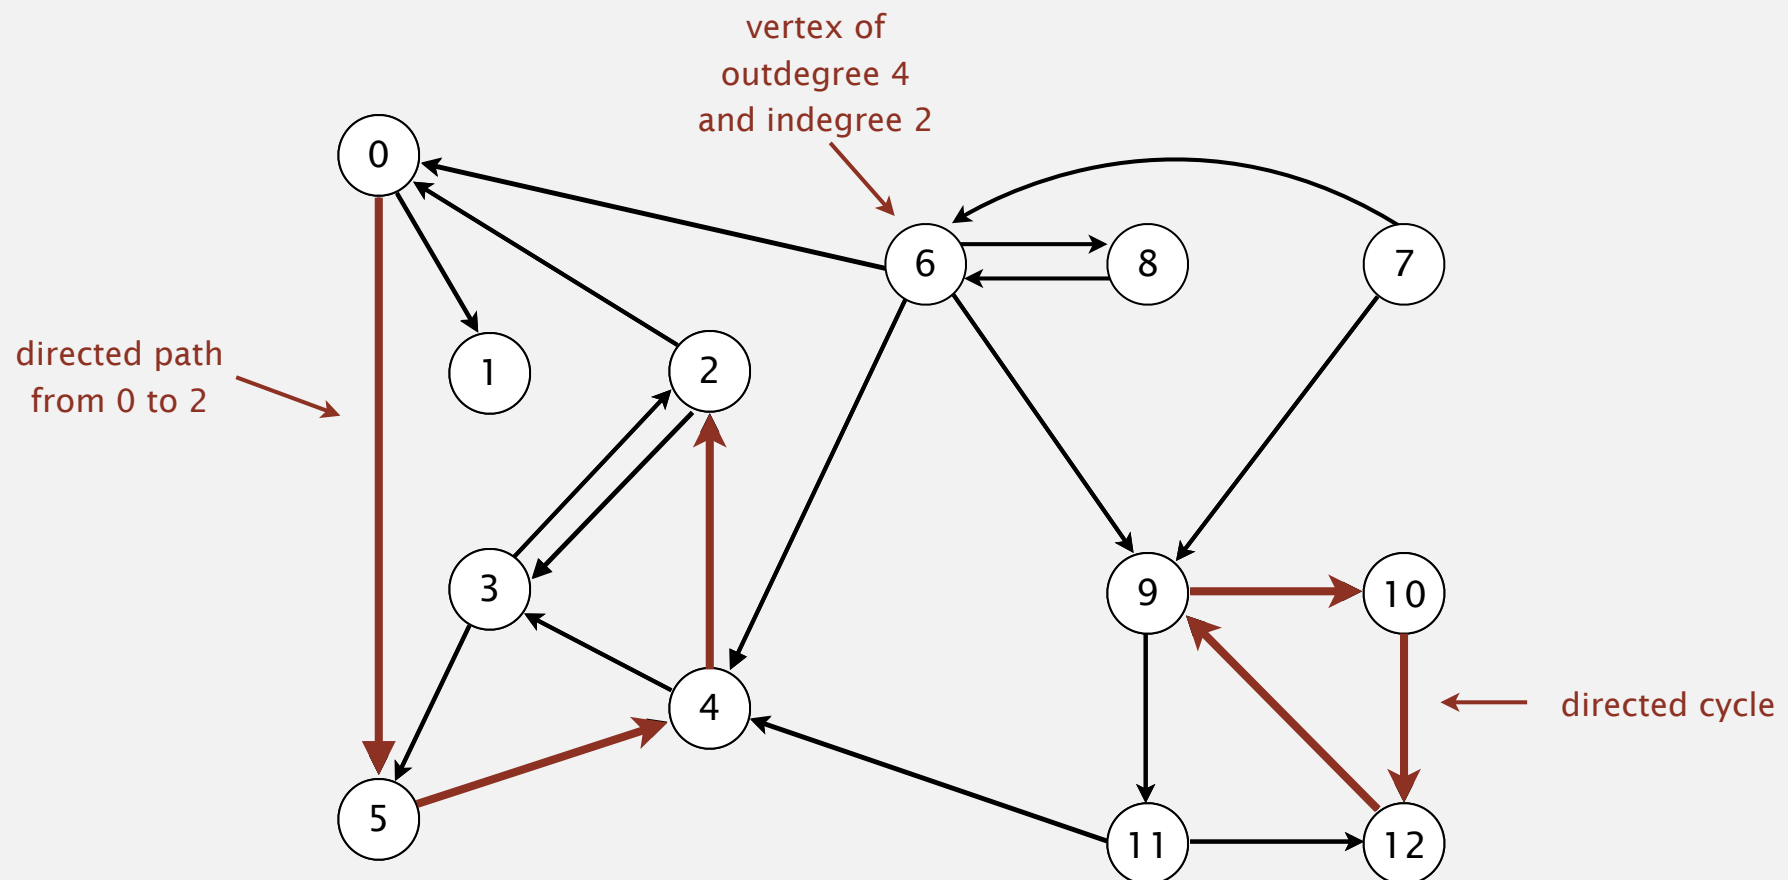 vertex of
outdegree 4
and indegree 2
0
6
8
7
directed path
from 0 to 2
1
2
3
9
10
4
directed cycle
5
11
12